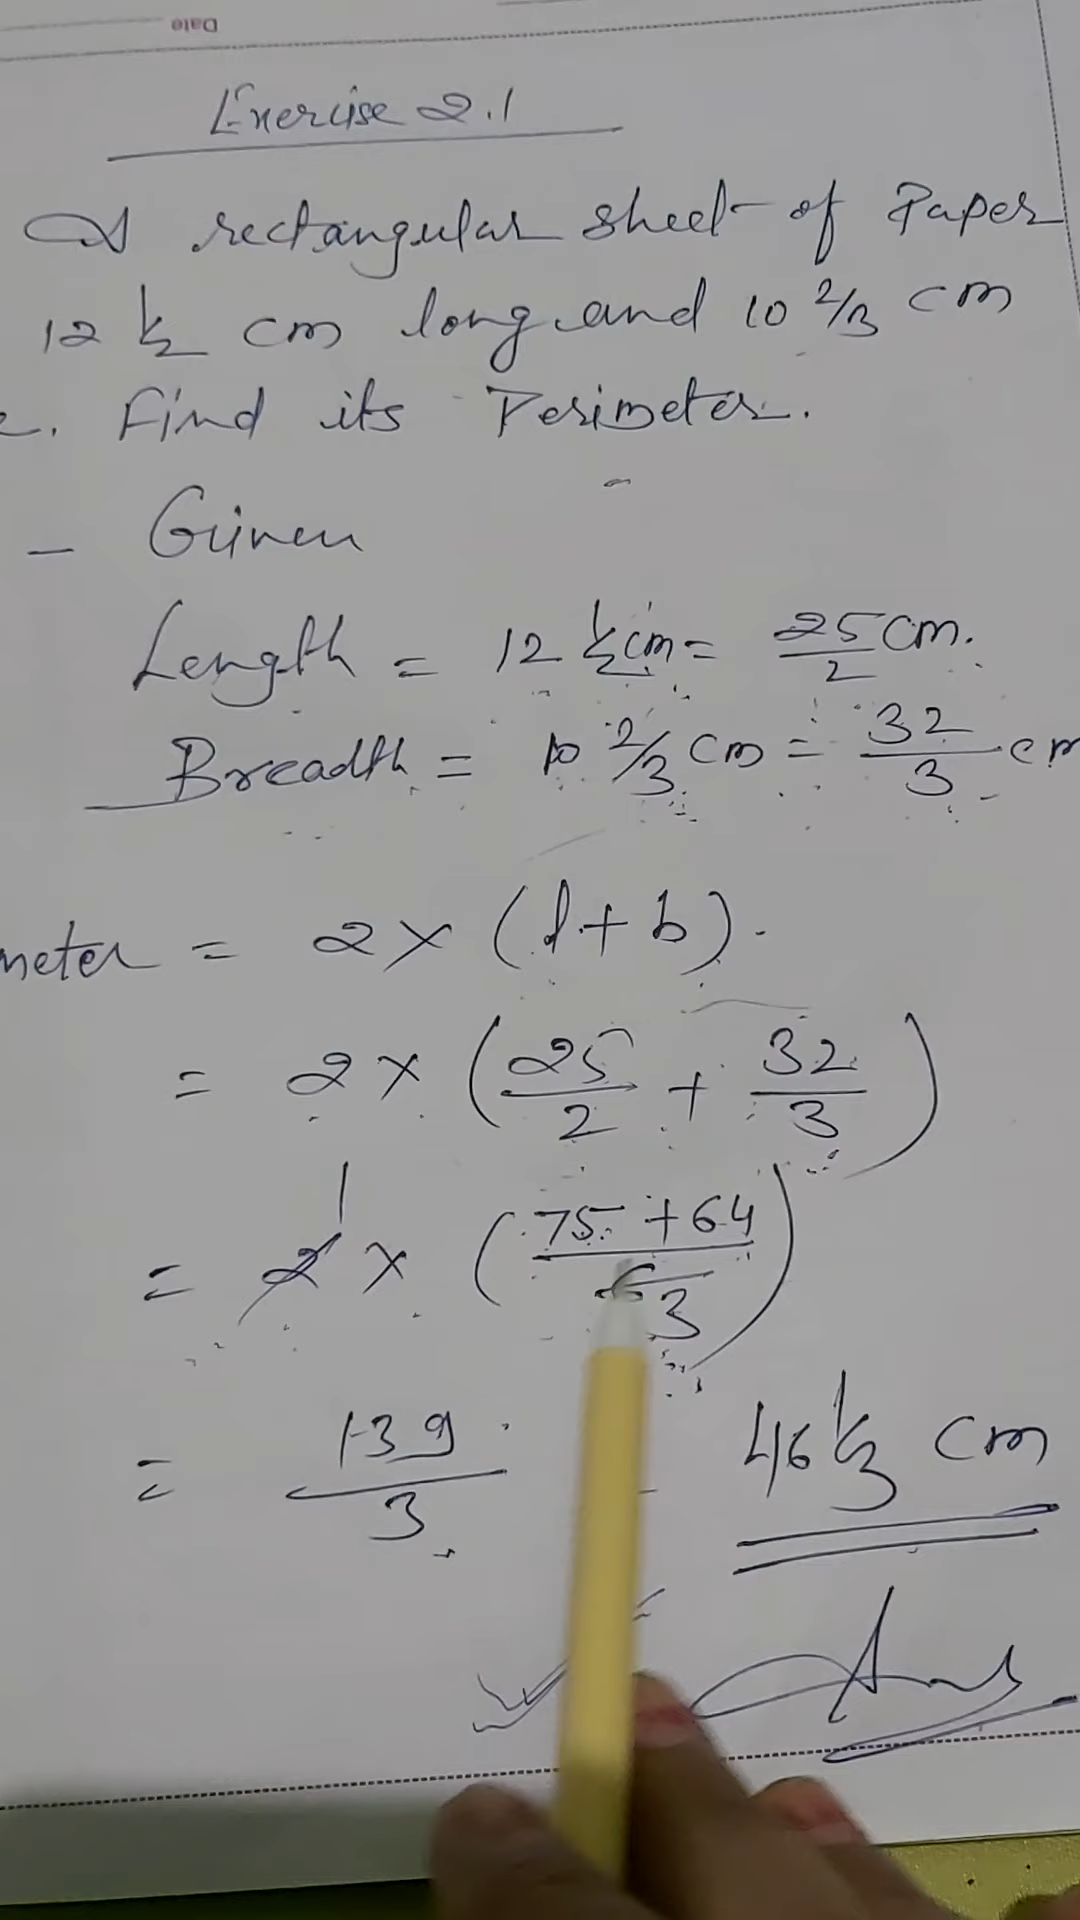 Date
Exercise 2.1
A rectangular sheet of Paper
12 1/2 cm long and 10 2/3 cm
e. Find its Perimeter.
- Given
Length = 12 1/2 cm = 25/2 cm.
Breadth = 10 2/3 cm = 32/3 cm
meter = 2 × (l + b).
= 2 × (25/2 + 32/3)
1
= 2 × (75 + 64/6 3)
= 139/3 46 1/3 cm
Ans